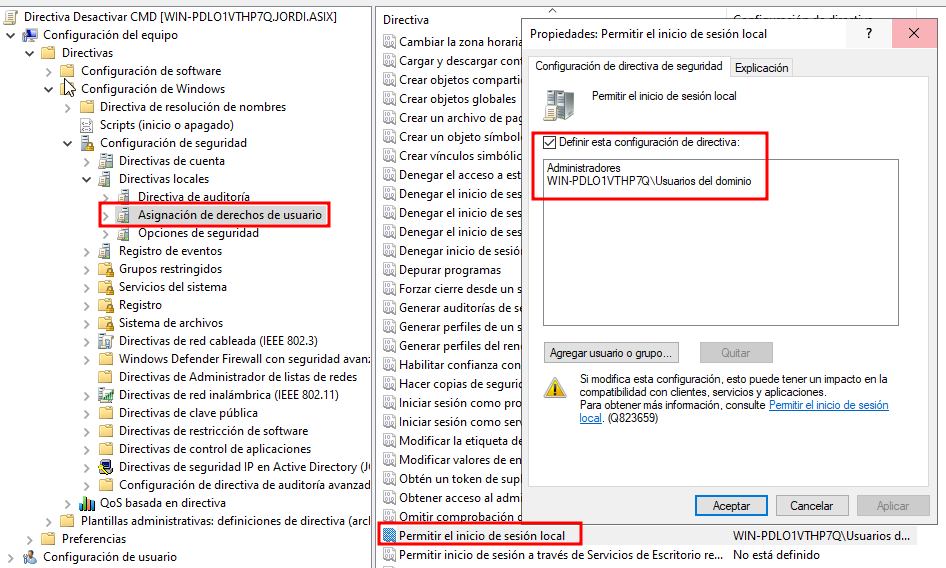 Directiva Desactivar CMD [WIN-PDLO1VTHP7Q.JORDI.ASIX]
Configuración del equipo
Directivas
Configuración de software
Configuración de Windows
Directiva de resolución de nombres
Scripts (inicio o apagado)
Configuración de seguridad
Directivas de cuenta
Directivas locales
Directiva de auditoría
Asignación de derechos de usuario
Opciones de seguridad
Registro de eventos
Grupos restringidos
Servicios del sistema
Registro
Sistema de archivos
Directivas de red cableada (IEEE 802.3)
Windows Defender Firewall con seguridad avanz
Directivas de Administrador de listas de redes
Directivas de red inalámbrica (IEEE 802.11)
Directivas de clave pública
Directivas de restricción de software
Directivas de control de aplicaciones
Directivas de seguridad IP en Active Directory (JO
Configuración de directiva de auditoría avanzad
QoS basada en directiva
Plantillas administrativas: definiciones de directiva (arch
Preferencias
Configuración de usuario
Directiva
Cambiar la zona horaria
Cargar y descargar cont
Crear objetos comparti
Crear objetos globales
Crear un archivo de pag
Crear un objeto símbolo
Crear vínculos simbólic
Denegar el acceso a est
Denegar el inicio de ses
Denegar el inicio de ses
Denegar el inicio de ses
Denegar inicio de sesión
Depurar programas
Forzar cierre desde un s
Generar auditorías de se
Generar perfiles de un s
Generar perfiles del ren
Habilitar confianza con
Hacer copias de segurid
Iniciar sesión como pro
Iniciar sesión como serv
Modificar la etiqueta de
Modificar valores de en
Obtén un token de supl
Obtener acceso al admi
Omitir comprobación d
Permitir el inicio de sesión local
WIN-PDLO1VTHP7Q\Usuarios d...
Permitir inicio de sesión a través de Servicios de Escritorio re...
No está definido
Propiedades: Permitir el inicio de sesión local
?
Configuración de directiva de seguridad
Explicación
Permitir el inicio de sesión local
Definir esta configuración de directiva:
Administradores
WIN-PDLO1VTHP7Q\Usuarios del dominio
Agregar usuario o grupo...
Quitar
Si modifica esta configuración, esto puede tener un impacto en la
compatibilidad con clientes, servicios y aplicaciones.
Para obtener más información, consulte Permitir el inicio de sesión
local. (Q823659)
Aceptar
Cancelar
Aplicar